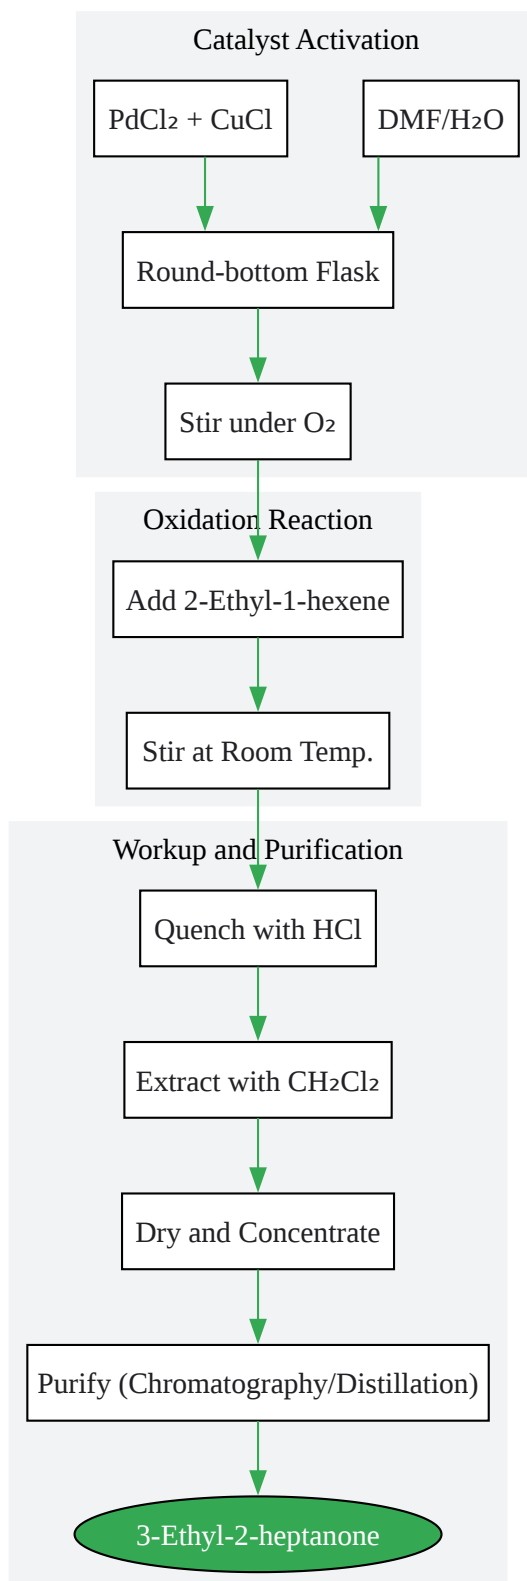 Catalyst Activation
PdCl₂ + CuCl
DMF/H₂O
Round-bottom Flask
Stir under O₂
Oxidation Reaction
Add 2-Ethyl-1-hexene
Stir at Room Temp.
Workup and Purification
Quench with HCl
Extract with CH₂Cl₂
Dry and Concentrate
Purify (Chromatography/Distillation)
3-Ethyl-2-heptanone